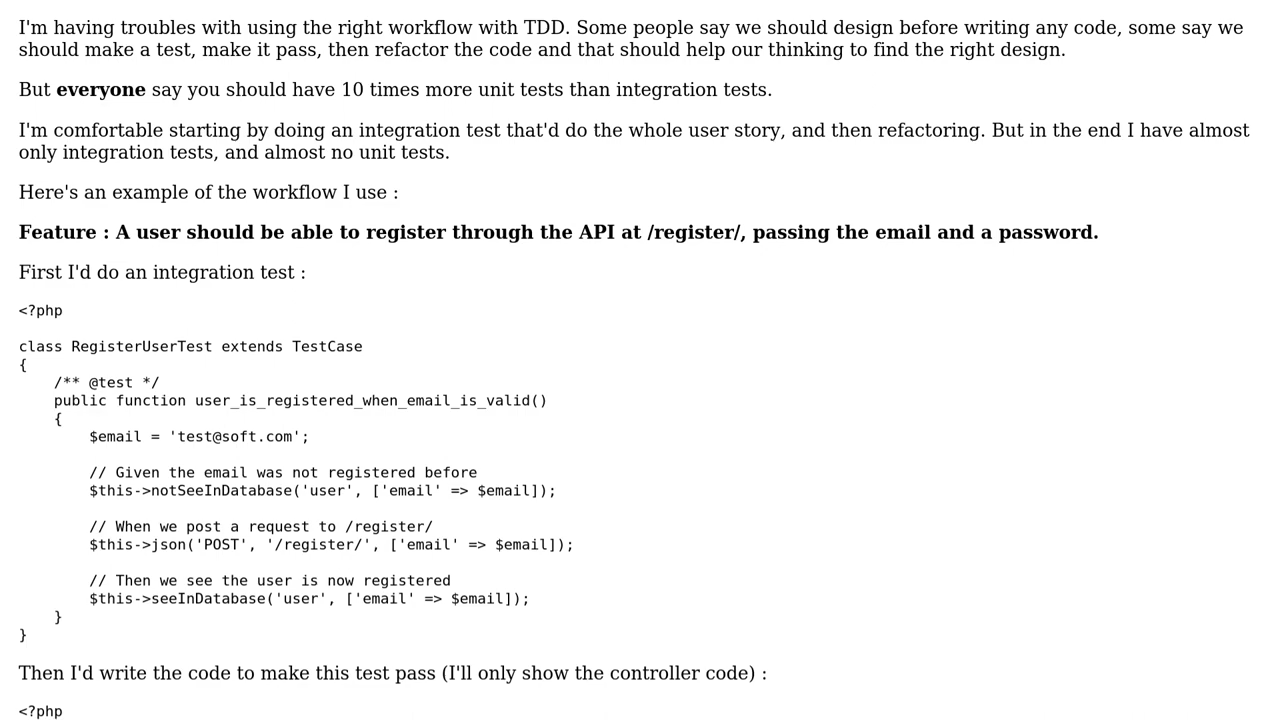 I'm having troubles with using the right workflow with TDD. Some people say we should design before writing any code, some say we
should make a test, make it pass, then refactor the code and that should help our thinking to find the right design.
But everyone say you should have 10 times more unit tests than integration tests.
I'm comfortable starting by doing an integration test that'd do the whole user story, and then refactoring. But in the end I have almost
only integration tests, and almost no unit tests.
Here's an example of the workflow I use :
Feature : A user should be able to register through the API at /register/, passing the email and a password.
First I'd do an integration test :
<?php
class RegisterUserTest extends TestCase
{
    /** @test */
    public function user_is_registered_when_email_is_valid()
    {
        $email = 'test@soft.com';
        // Given the email was not registered before
        $this->notSeeInDatabase('user', ['email' => $email]);
        // When we post a request to /register/
        $this->json('POST', '/register/', ['email' => $email]);
        // Then we see the user is now registered
        $this->seeInDatabase('user', ['email' => $email]);
    }
}
Then I'd write the code to make this test pass (I'll only show the controller code) :
<?php